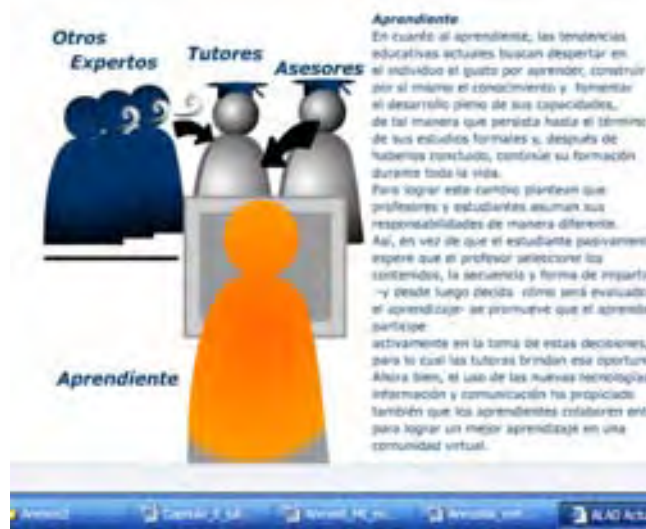 Otros
Expertos
Tutores
Asesores
Aprendiente
Aprendiente
En cuanto al aprendiente, las tendencias
educativas actuales buscan despertar en
el individuo el gusto por aprender, construir
por sí mismo el conocimiento y fomentar
el desarrollo pleno de sus capacidades,
de tal manera que persista hasta el término
de sus estudios formales y, después de
haberlos concluido, continúe su formación
durante toda la vida.
Para lograr este cambio plantean que
profesores y estudiantes asuman sus
responsabilidades de manera diferente.
Así, en vez de que el estudiante pasivament
espere que el profesor seleccione los
contenidos, la secuencia y forma de impartir
-y desde luego decida cómo será evaluado
el aprendizaje- se promueve que el aprendi
participe
activamente en la toma de estas decisiones,
para lo cual las tutoras brindan esa oportun
Ahora bien, el uso de las nuevas tecnologías
información y comunicación ha propiciado
también que los aprendientes colaboren ent
para lograr un mejor aprendizaje en una
comunidad virtual.
ALAD Actu